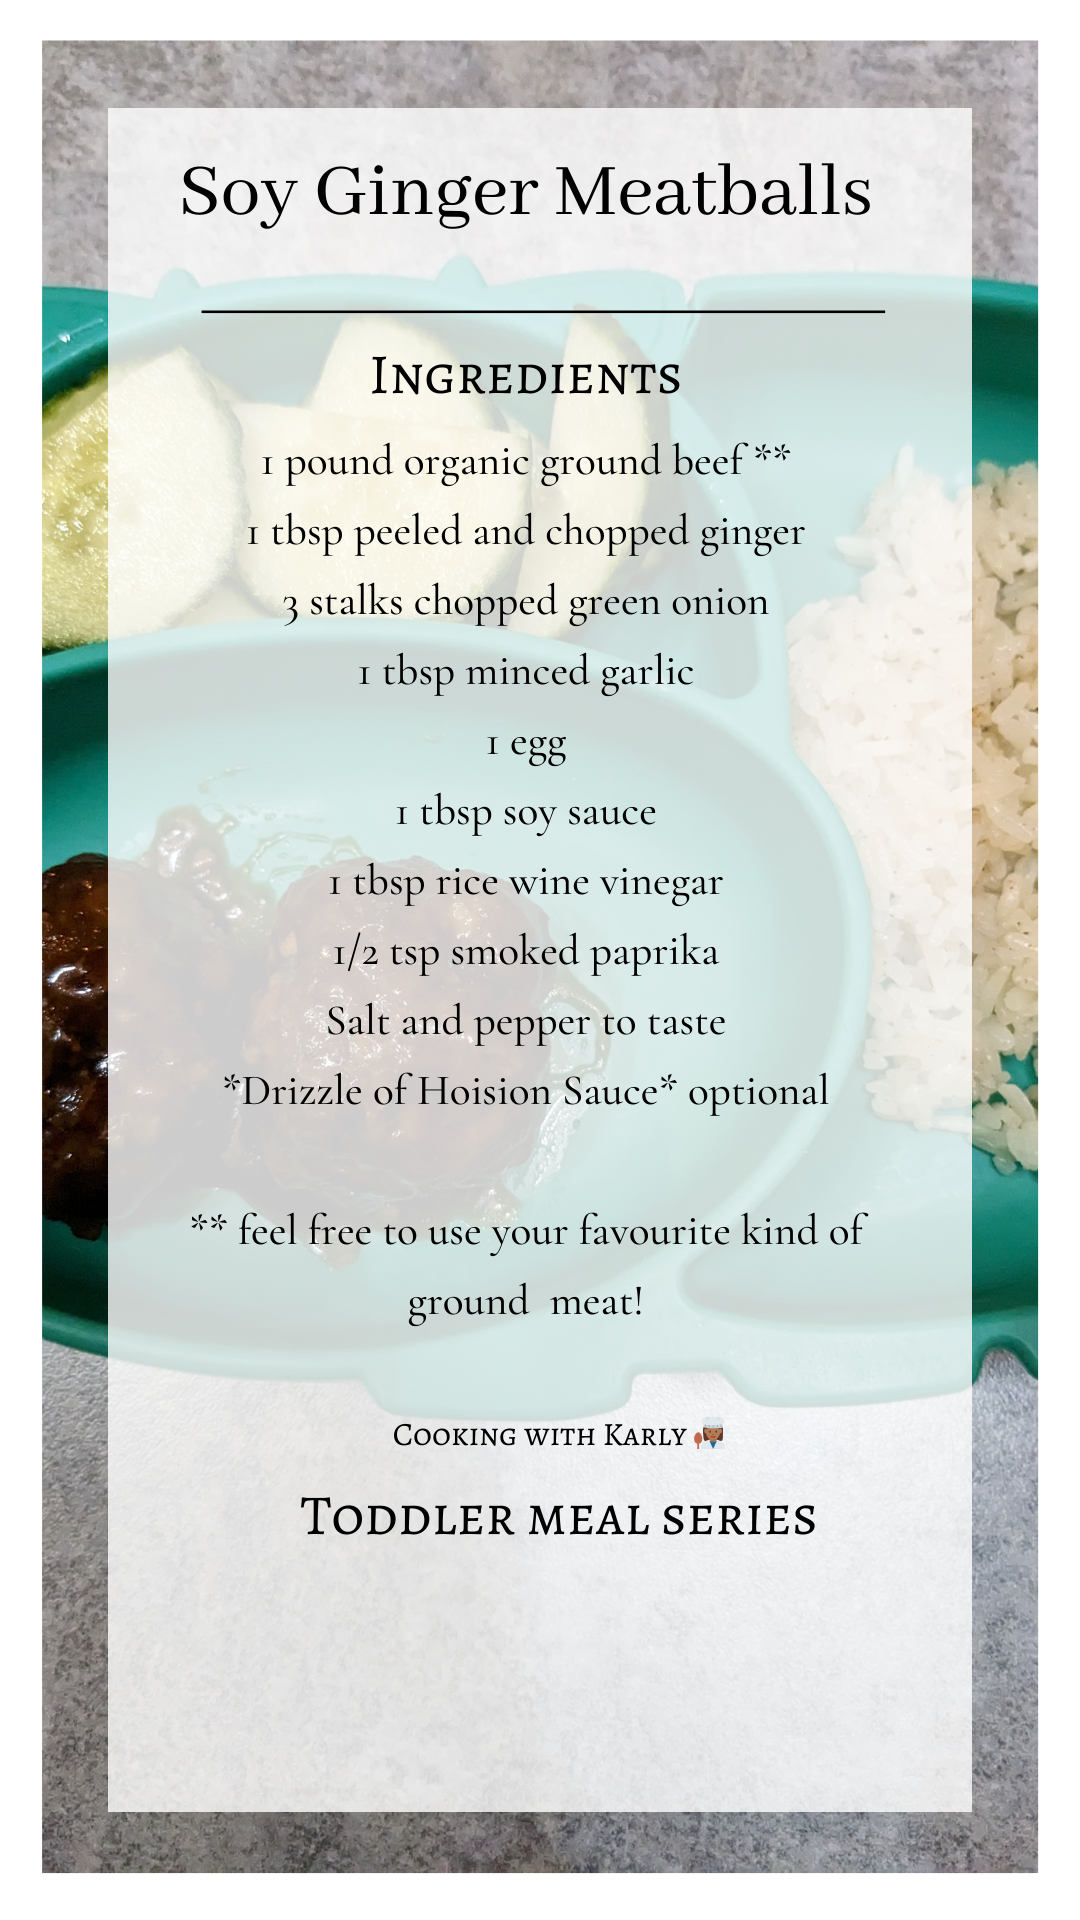 Soy Ginger Meatballs
Ingredients
1 pound organic ground beef **
1 tbsp peeled and chopped ginger
3 stalks chopped green onion
1 tbsp minced garlic
1 egg
1 tbsp soy sauce
1 tbsp rice wine vinegar
1/2 tsp smoked paprika
Salt and pepper to taste
*Drizzle of Hoision Sauce* optional
** feel free to use your favourite kind of
ground meat!
Cooking with Karly 👩🏾‍🍳
Toddler meal series